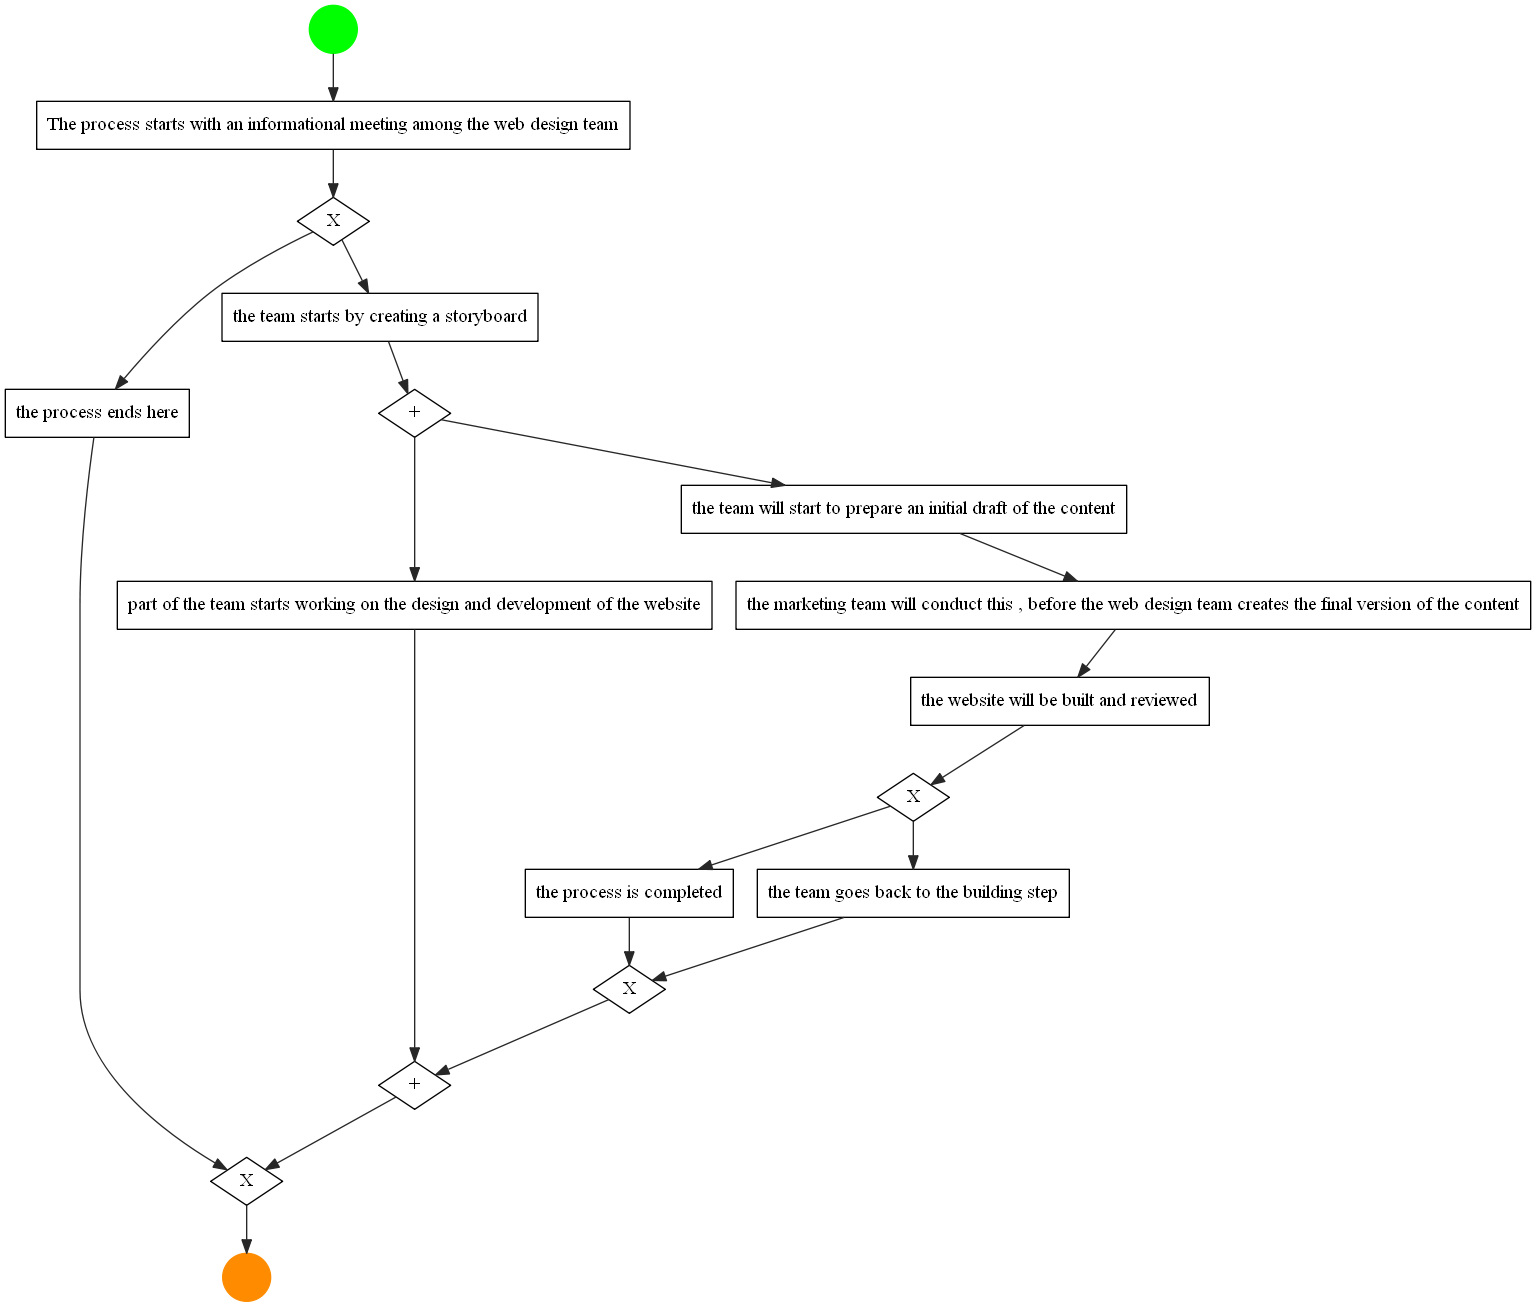 The process starts with an informational meeting among the web design team
X
the team starts by creating a storyboard
the process ends here
+
the team will start to prepare an initial draft of the content
part of the team starts working on the design and development of the website
the marketing team will conduct this , before the web design team creates the final version of the content
the website will be built and reviewed
X
the process is completed
the team goes back to the building step
X
+
X